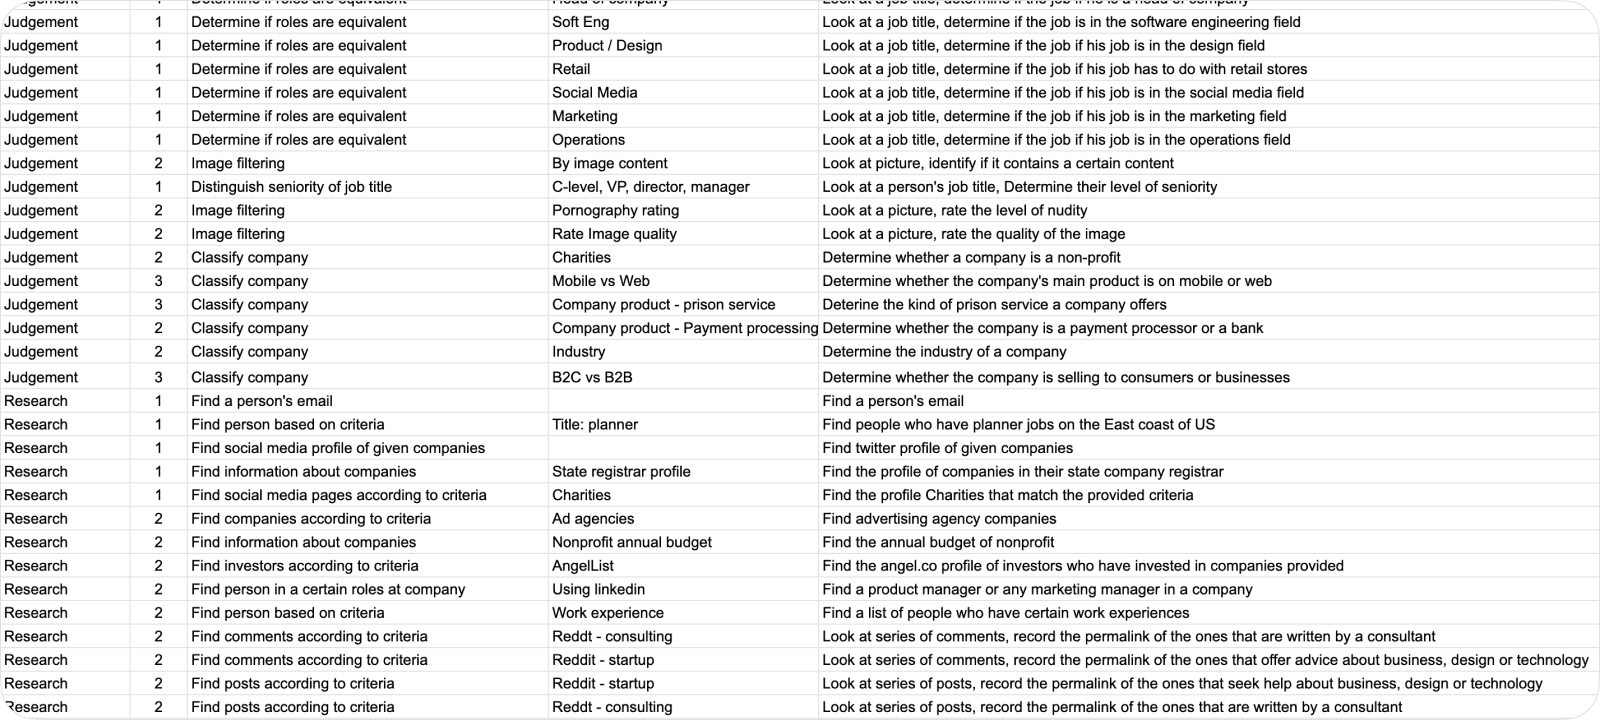 Judgement 1 Determine if roles are equivalent Head of company Look at a job title, determine if the job if he is a head of company
Judgement 1 Determine if roles are equivalent Soft Eng Look at a job title, determine if the job is in the software engineering field
Judgement 1 Determine if roles are equivalent Product / Design Look at a job title, determine if the job if his job is in the design field
Judgement 1 Determine if roles are equivalent Retail Look at a job title, determine if the job if his job has to do with retail stores
Judgement 1 Determine if roles are equivalent Social Media Look at a job title, determine if the job if his job is in the social media field
Judgement 1 Determine if roles are equivalent Marketing Look at a job title, determine if the job if his job is in the marketing field
Judgement 1 Determine if roles are equivalent Operations Look at a job title, determine if the job if his job is in the operations field
Judgement 2 Image filtering By image content Look at picture, identify if it contains a certain content
Judgement 1 Distinguish seniority of job title C-level, VP, director, manager Look at a person's job title, Determine their level of seniority
Judgement 2 Image filtering Pornography rating Look at a picture, rate the level of nudity
Judgement 2 Image filtering Rate Image quality Look at a picture, rate the quality of the image
Judgement 2 Classify company Charities Determine whether a company is a non-profit
Judgement 3 Classify company Mobile vs Web Determine whether the company's main product is on mobile or web
Judgement 3 Classify company Company product - prison service Deterine the kind of prison service a company offers
Judgement 2 Classify company Company product - Payment processing Determine whether the company is a payment processor or a bank
Judgement 2 Classify company Industry Determine the industry of a company
Judgement 3 Classify company B2C vs B2B Determine whether the company is selling to consumers or businesses
Research 1 Find a person's email Find a person's email
Research 1 Find person based on criteria Title: planner Find people who have planner jobs on the East coast of US
Research 1 Find social media profile of given companies Find twitter profile of given companies
Research 1 Find information about companies State registrar profile Find the profile of companies in their state company registrar
Research 1 Find social media pages according to criteria Charities Find the profile Charities that match the provided criteria
Research 2 Find companies according to criteria Ad agencies Find advertising agency companies
Research 2 Find information about companies Nonprofit annual budget Find the annual budget of nonprofit
Research 2 Find investors according to criteria AngelList Find the angel.co profile of investors who have invested in companies provided
Research 2 Find person in a certain roles at company Using linkedin Find a product manager or any marketing manager in a company
Research 2 Find person based on criteria Work experience Find a list of people who have certain work experiences
Research 2 Find comments according to criteria Reddt - consulting Look at series of comments, record the permalink of the ones that are written by a consultant
Research 2 Find comments according to criteria Reddit - startup Look at series of comments, record the permalink of the ones that offer advice about business, design or technology
Research 2 Find posts according to criteria Reddit - startup Look at series of posts, record the permalink of the ones that seek help about business, design or technology
Research 2 Find posts according to criteria Reddt - consulting Look at series of posts, record the permalink of the ones that are written by a consultant